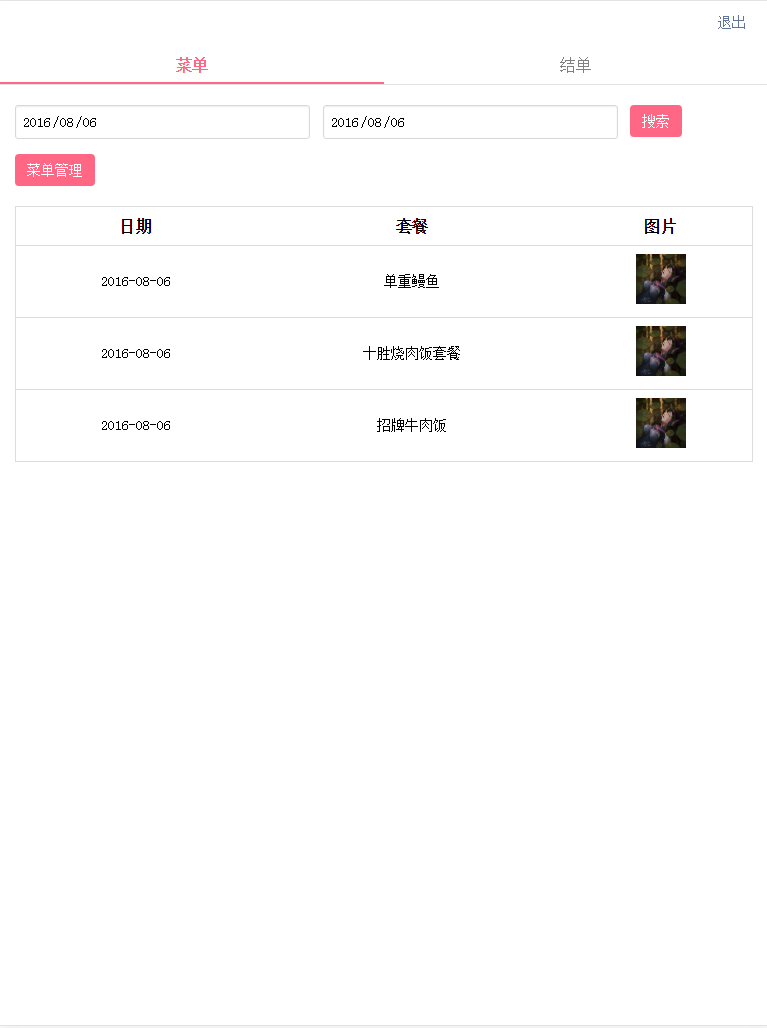 退出
菜单 结单
2016/08/06 2016/08/06 搜索
菜单管理
日期 套餐 图片
2016-08-06 单重鳗鱼
2016-08-06 十胜烧肉饭套餐
2016-08-06 招牌牛肉饭